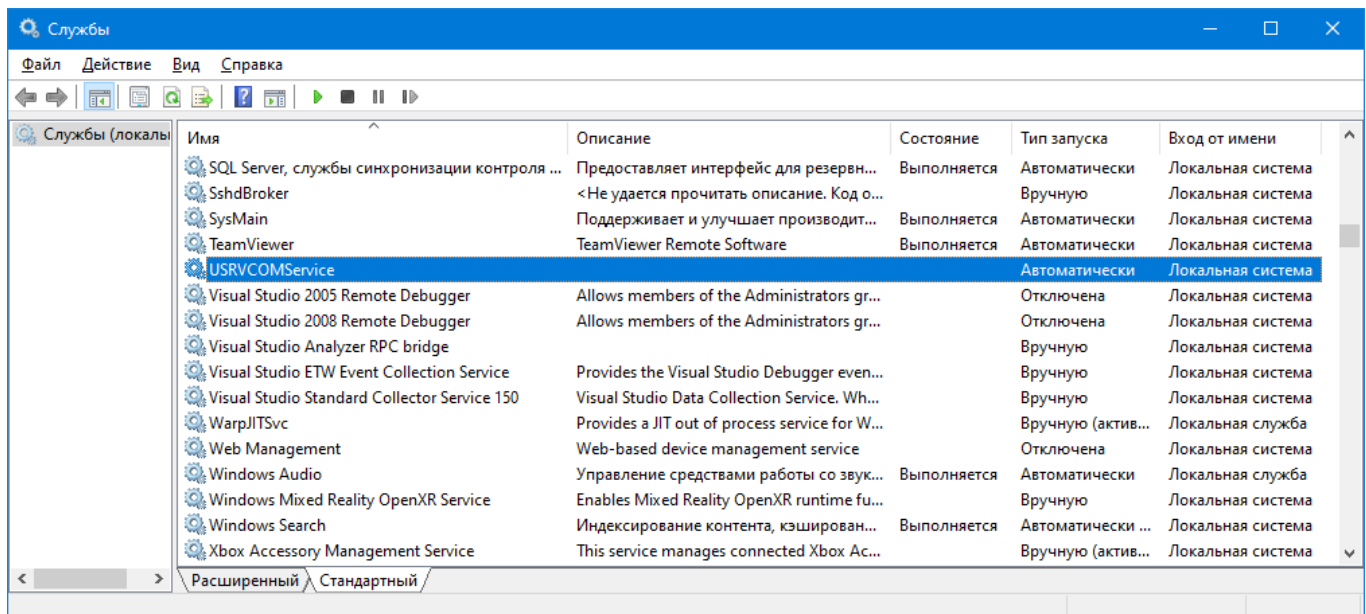 Службы
Файл Действие Вид Справка
Службы (локалы
Имя Описание Состояние Тип запуска Вход от имени
SQL Server, службы синхронизации контроля ... Предоставляет интерфейс для резервн... Выполняется Автоматически Локальная система
SshdBroker <Не удается прочитать описание. Код о... Вручную Локальная система
SysMain Поддерживает и улучшает производит... Выполняется Автоматически Локальная система
TeamViewer TeamViewer Remote Software Выполняется Автоматически Локальная система
USRVCOMService Автоматически Локальная система
Visual Studio 2005 Remote Debugger Allows members of the Administrators gr... Отключена Локальная система
Visual Studio 2008 Remote Debugger Allows members of the Administrators gr... Отключена Локальная система
Visual Studio Analyzer RPC bridge Вручную Локальная система
Visual Studio ETW Event Collection Service Provides the Visual Studio Debugger even... Вручную Локальная система
Visual Studio Standard Collector Service 150 Visual Studio Data Collection Service. Wh... Вручную Локальная система
WarpJITSvc Provides a JIT out of process service for W... Вручную (актив... Локальная служба
Web Management Web-based device management service Отключена Локальная система
Windows Audio Управление средствами работы со звук... Выполняется Автоматически Локальная служба
Windows Mixed Reality OpenXR Service Enables Mixed Reality OpenXR runtime fu... Вручную Локальная система
Windows Search Индексирование контента, кэширован... Выполняется Автоматически ... Локальная система
Xbox Accessory Management Service This service manages connected Xbox Ac... Вручную (актив... Локальная система
Расширенный Стандартный